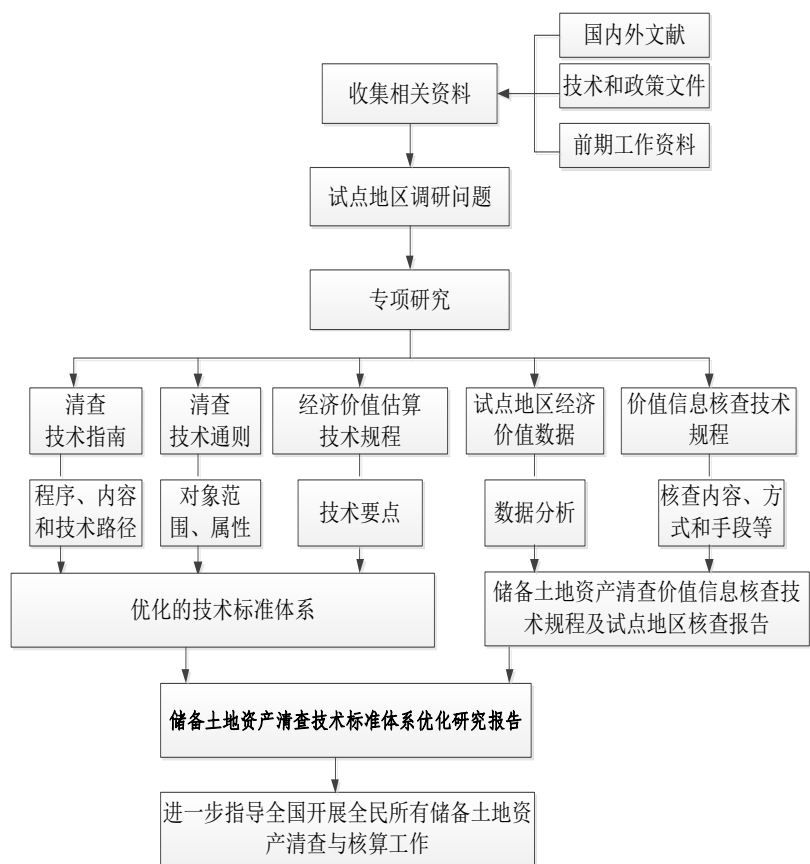 国内外文献
收集相关资料
技术和政策文件
前期工作资料
试点地区调研问题
专项研究
清查
技术指南
清查
技术通则
经济价值估算
技术规程
试点地区经济
价值数据
价值信息核查技术
规程
程序、内容
和技术路径
对象范
围、属性
技术要点
数据分析
核查内容、方
式和手段等
优化的技术标准体系
储备土地资产清查价值信息核查技
术规程及试点地区核查报告
储备土地资产清查技术标准体系优化研究报告
进一步指导全国开展全民所有储备土地资
产清查与核算工作